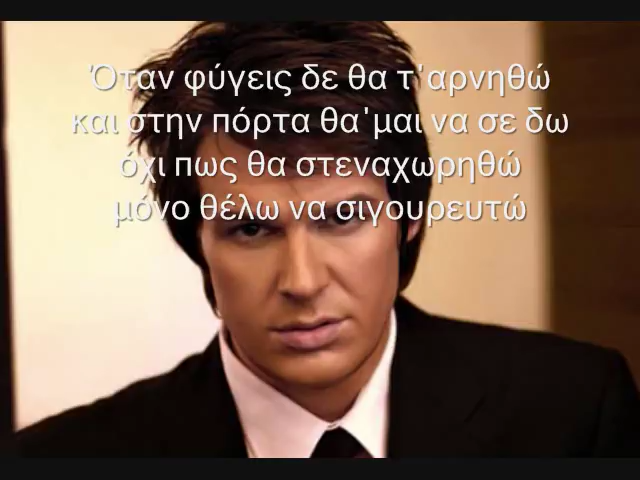 Όταν φύγεις δε θα τ'αρνηθώ
και στην πόρτα θα'μαι να σε δω
όχι πως θα στεναχωρηθώ
μόνο θέλω να σιγουρευτώ